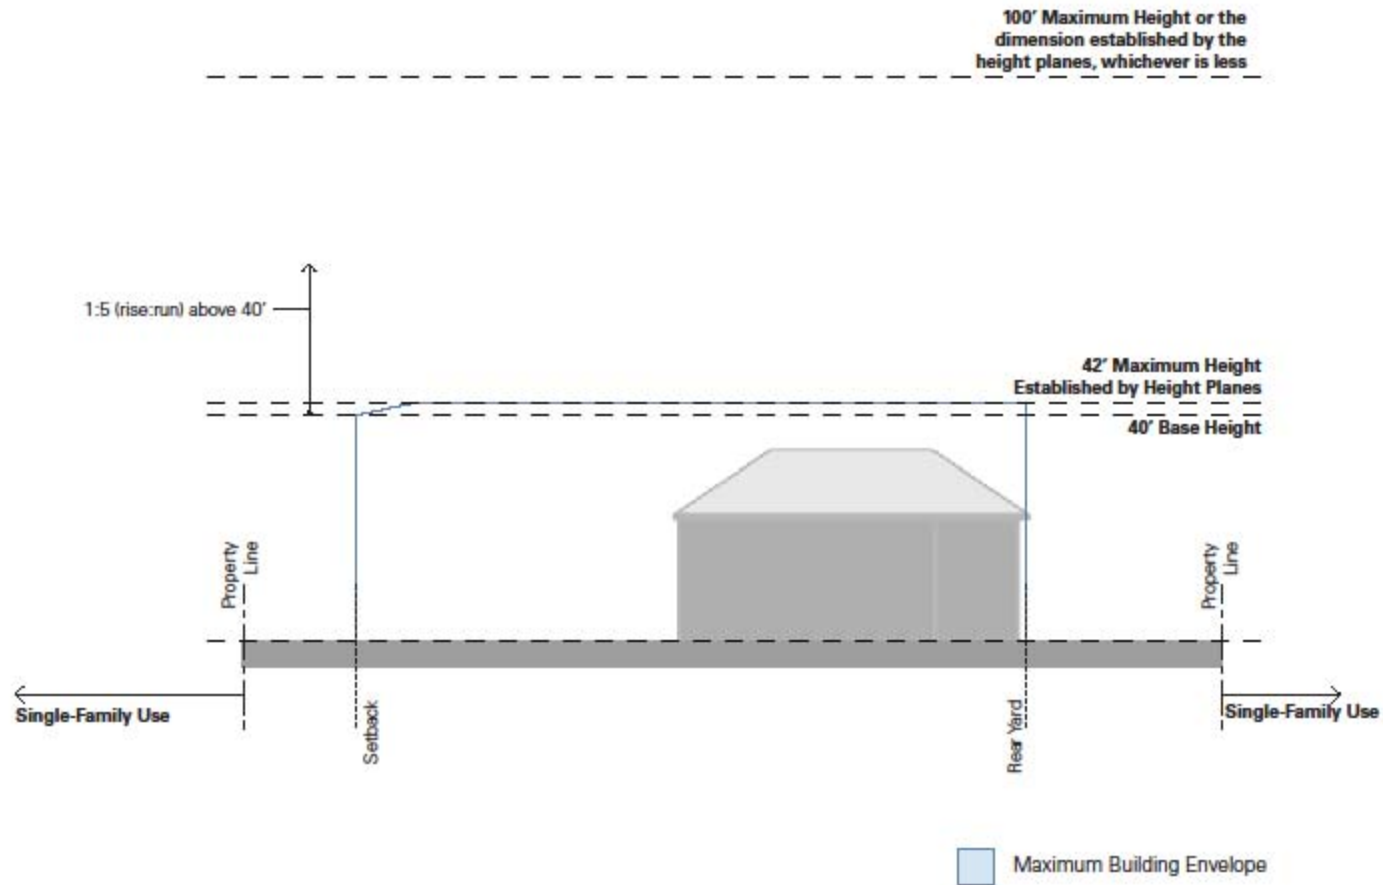 100′ Maximum Height or the
dimension established by the
height planes, whichever is less
1:5 (rise:run) above 40′
42′ Maximum Height
Established by Height Planes
40′ Base Height
Property
Line
Property
Line
Single-Family Use
Setback
Rear Yard
Single-Family Use
Maximum Building Envelope